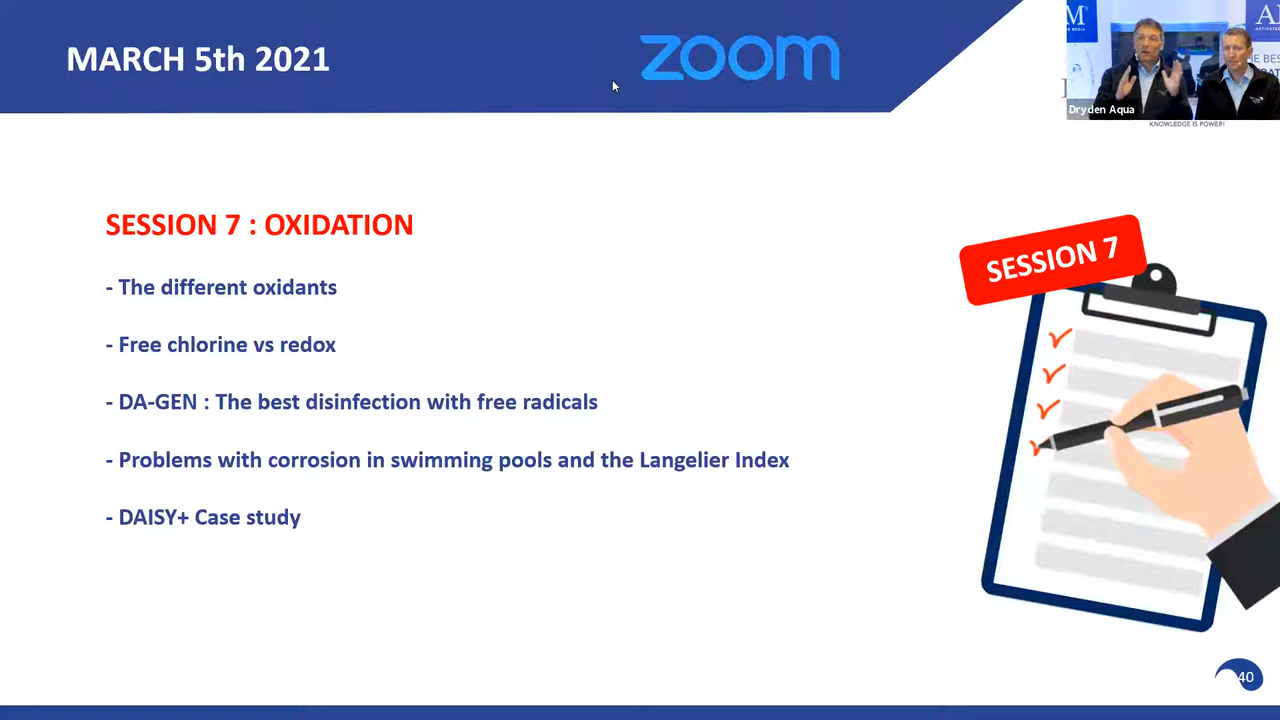 MARCH 5th 2021
zoom
M
A
THE BES
Dryden Aqua
KNOWLEDGE IS POWER!
SESSION 7 : OXIDATION
SESSION 7
- The different oxidants
- Free chlorine vs redox
- DA-GEN : The best disinfection with free radicals
- Problems with corrosion in swimming pools and the Langelier Index
- DAISY+ Case study
40